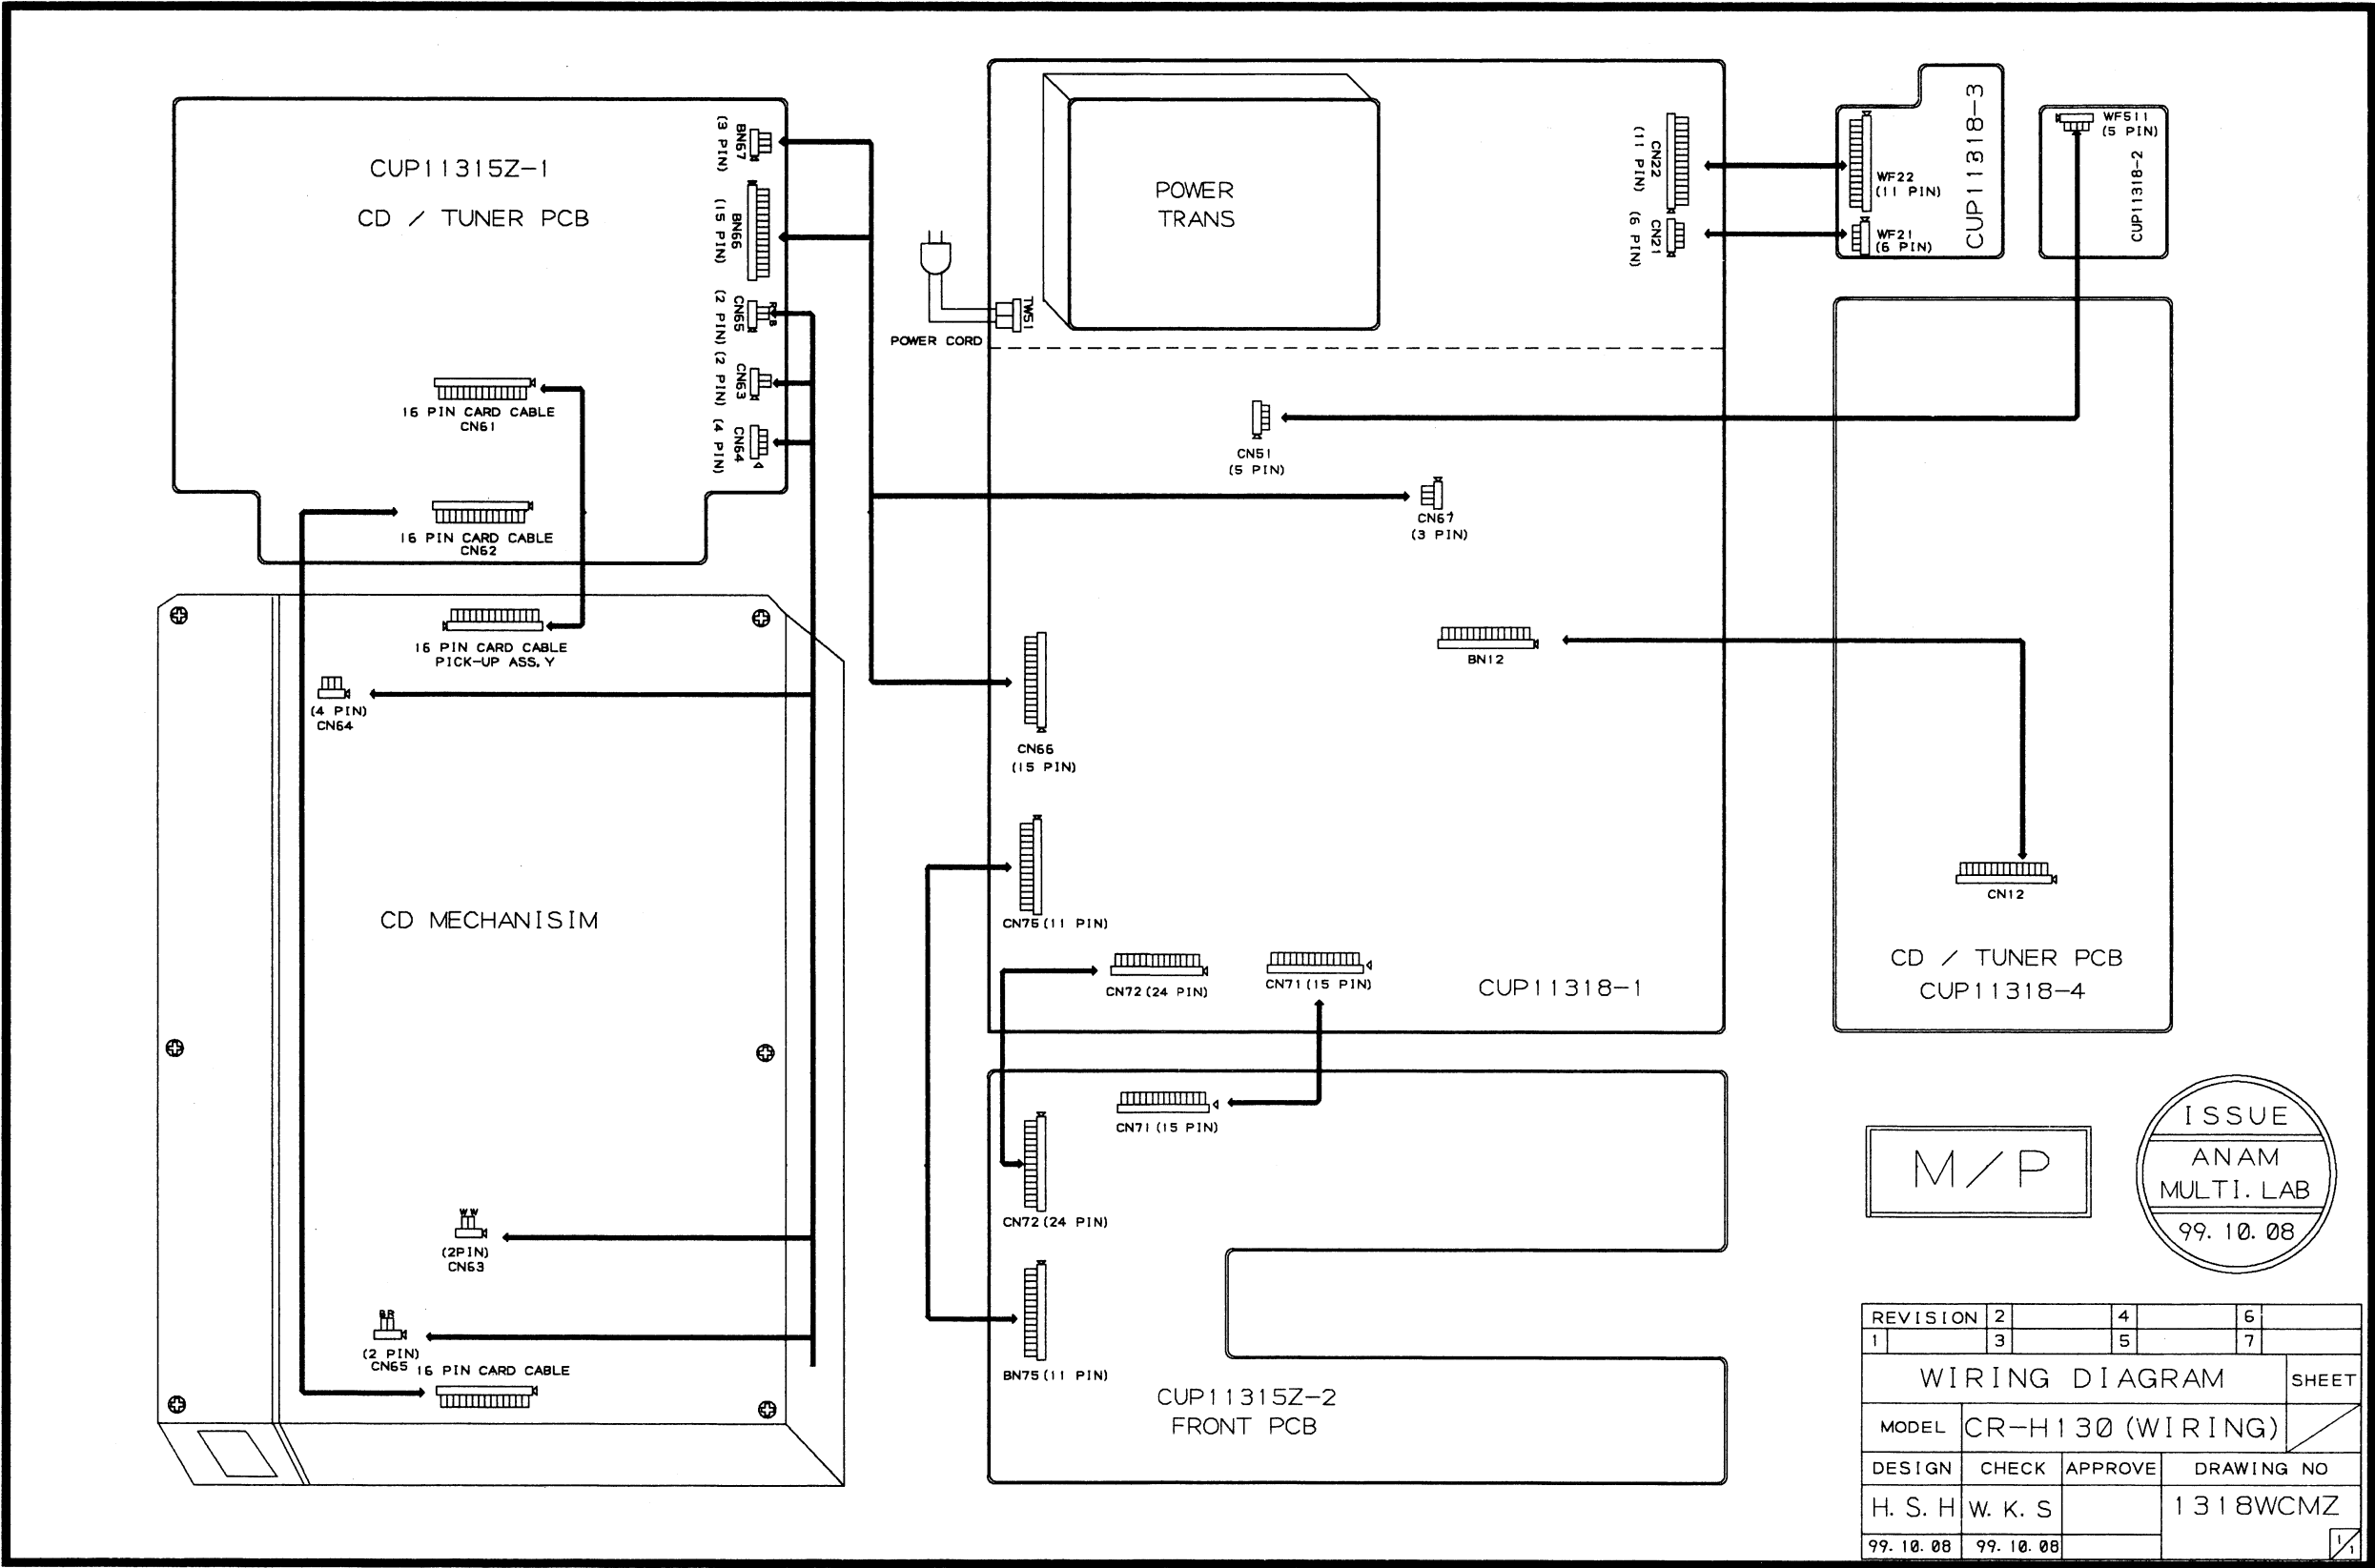 CUP11315Z-1
CD / TUNER PCB
BN67
(3 PIN)
BN66
(15 PIN)
CN65
(2 PIN)
R
B
CN63
(2 PIN)
CN64
(4 PIN)
16 PIN CARD CABLE
CN61
16 PIN CARD CABLE
CN62
16 PIN CARD CABLE
PICK-UP ASS,Y
(4 PIN)
CN64
CD MECHANISIM
W W
(2PIN)
CN63
B R
(2 PIN)
CN65
16 PIN CARD CABLE
POWER
TRANS
POWER CORD
TW51
CN22
(11 PIN)
CN21
(6 PIN)
WF22
(11 PIN)
WF21
(6 PIN)
CUP11318-3
WF511
(5 PIN)
CUP11318-2
CN51
(5 PIN)
CN67
(3 PIN)
BN12
CN66
(15 PIN)
CN76 (11 PIN)
CN72 (24 PIN)
CN71 (15 PIN)
CUP11318-1
CN12
CD / TUNER PCB
CUP11318-4
CN71 (15 PIN)
CN72 (24 PIN)
BN75 (11 PIN)
CUP11315Z-2
FRONT PCB
M/P
ISSUE
ANAM
MULTI. LAB
99. 10. 08
REVISION 2 4 6
1 3 5 7
WIRING DIAGRAM SHEET
MODEL CR-H130 (WIRING)
DESIGN CHECK APPROVE DRAWING NO
H. S. H W. K. S 1318WCMZ
99. 10. 08 99. 10. 08 1/1